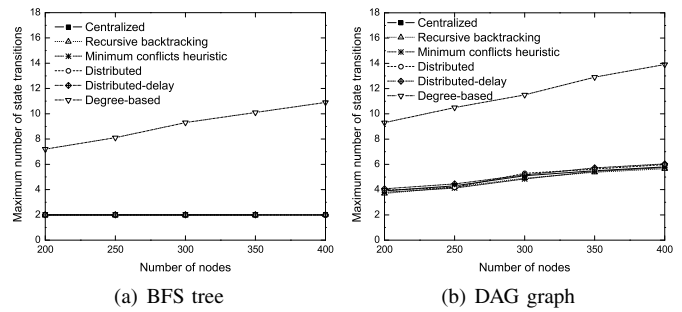 Maximum number of state transitions
18
16
14
12
10
8
6
4
2
0
Centralized
Recursive backtracking
Minimum conflicts heuristic
Distributed
Distributed-delay
Degree-based
200
250
300
350
400
Number of nodes
(a) BFS tree
Maximum number of state transitions
18
16
14
12
10
8
6
4
2
0
Centralized
Recursive backtracking
Minimum conflicts heuristic
Distributed
Distributed-delay
Degree-based
200
250
300
350
400
Number of nodes
(b) DAG graph